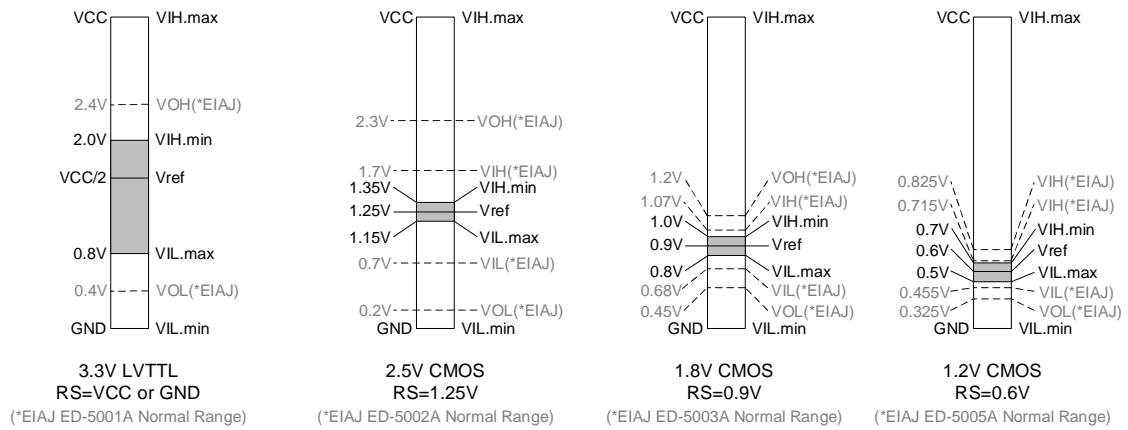 VCC VIH.max
2.4V VOH(*EIAJ)
2.0V VIH.min
VCC/2 Vref
0.8V VIL.max
0.4V VOL(*EIAJ)
GND VIL.min
3.3V LVTTL
RS=VCC or GND
(*EIAJ ED-5001A Normal Range)
VCC VIH.max
2.3V VOH(*EIAJ)
1.7V VIH(*EIAJ)
1.35V VIH.min
1.25V Vref
1.15V VIL.max
0.7V VIL(*EIAJ)
0.2V VOL(*EIAJ)
GND VIL.min
2.5V CMOS
RS=1.25V
(*EIAJ ED-5002A Normal Range)
VCC VIH.max
1.2V VOH(*EIAJ)
1.07V VIH(*EIAJ)
1.0V VIH.min
0.9V Vref
0.8V VIL.max
0.68V VIL(*EIAJ)
0.45V VOL(*EIAJ)
GND VIL.min
1.8V CMOS
RS=0.9V
(*EIAJ ED-5003A Normal Range)
VCC VIH.max
0.825V VIH(*EIAJ)
0.715V VIH(*EIAJ)
0.7V VIH.min
0.6V Vref
0.5V VIL.max
0.455V VIL(*EIAJ)
0.325V VOL(*EIAJ)
GND VIL.min
1.2V CMOS
RS=0.6V
(*EIAJ ED-5005A Normal Range)